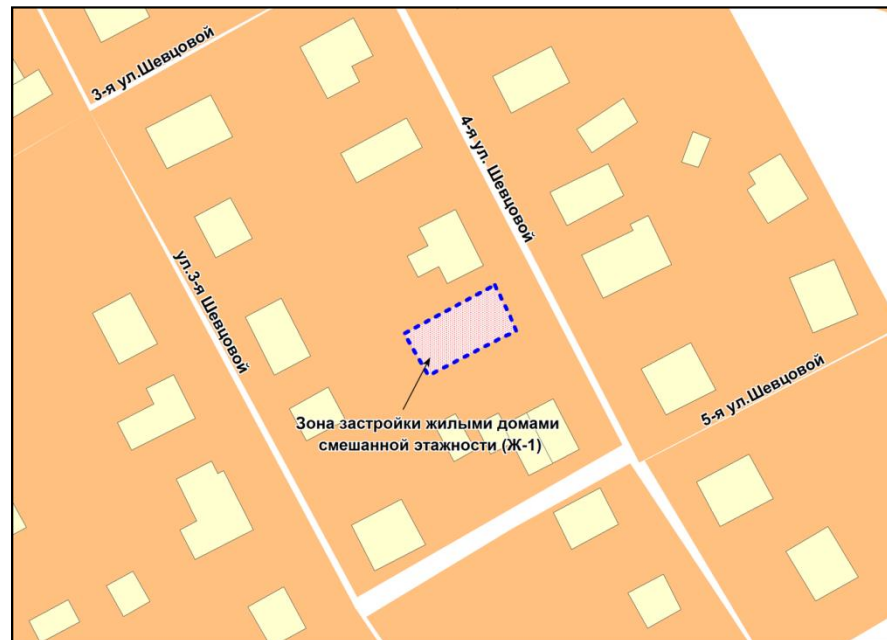 3-я ул.Шевцовой
4-я ул. Шевцовой
ул.3-я Шевцовой
5-я ул.Шевцовой
Зона застройки жилыми домами
смешанной этажности (Ж-1)